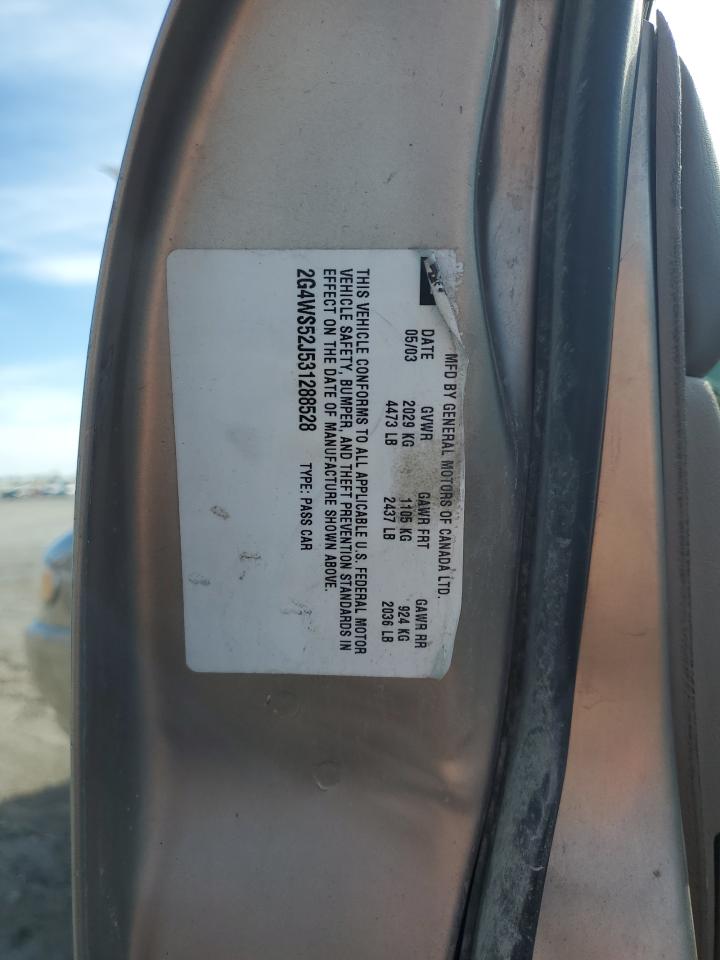 MFD BY GENERAL MOTORS OF CANADA LTD.
DATE GVWR GAWR FRT GAWR RR
05/03 2029 KG 1105 KG 924 KG
4473 LB 2437 LB 2036 LB
THIS VEHICLE CONFORMS TO ALL APPLICABLE U.S. FEDERAL MOTOR
VEHICLE SAFETY, BUMPER, AND THEFT PREVENTION STANDARDS IN
EFFECT ON THE DATE OF MANUFACTURE SHOWN ABOVE.
2G4WS52J531288528 TYPE: PASS CAR